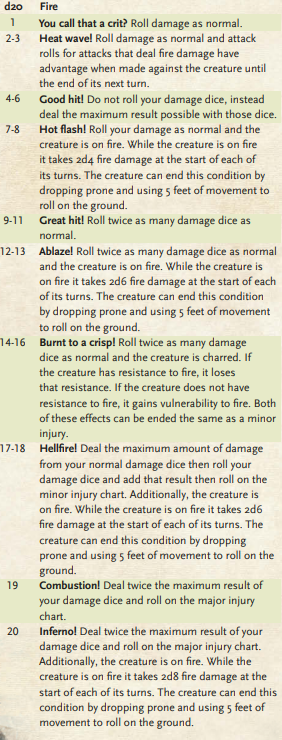 d20 Fire
1 You call that a crit? Roll damage as normal.
2-3 Heat wave! Roll damage as normal and attack
rolls for attacks that deal fire damage have
advantage when made against the creature until
the end of its next turn.
4-6 Good hit! Do not roll your damage dice, instead
deal the maximum result possible with those dice.
7-8 Hot flash! Roll your damage as normal and the
creature is on fire. While the creature is on fire
it takes 2d4 fire damage at the start of each of
its turns. The creature can end this condition by
dropping prone and using 5 feet of movement to
roll on the ground.
9-11 Great hit! Roll twice as many damage dice as
normal.
12-13 Ablaze! Roll twice as many damage dice as normal
and the creature is on fire. While the creature is
on fire it takes 2d6 fire damage at the start of each
of its turns. The creature can end this condition
by dropping prone and using 5 feet of movement
to roll on the ground.
14-16 Burnt to a crisp! Roll twice as many damage
dice as normal and the creature is charred. If
the creature has resistance to fire, it loses
that resistance. If the creature does not have
resistance to fire, it gains vulnerability to fire. Both
of these effects can be ended the same as a minor
injury.
17-18 Hellfire! Deal the maximum amount of damage
from your normal damage dice then roll your
damage dice and add that result then roll on the
minor injury chart. Additionally, the creature is
on fire. While the creature is on fire it takes 2d6
fire damage at the start of each of its turns. The
creature can end this condition by dropping
prone and using 5 feet of movement to roll on the
ground.
19 Combustion! Deal twice the maximum result of
your damage dice and roll on the major injury
chart.
20 Inferno! Deal twice the maximum result of your
damage dice and roll on the major injury chart.
Additionally, the creature is on fire. While the
creature is on fire it takes 2d8 fire damage at the
start of each of its turns. The creature can end this
condition by dropping prone and using 5 feet of
movement to roll on the ground.